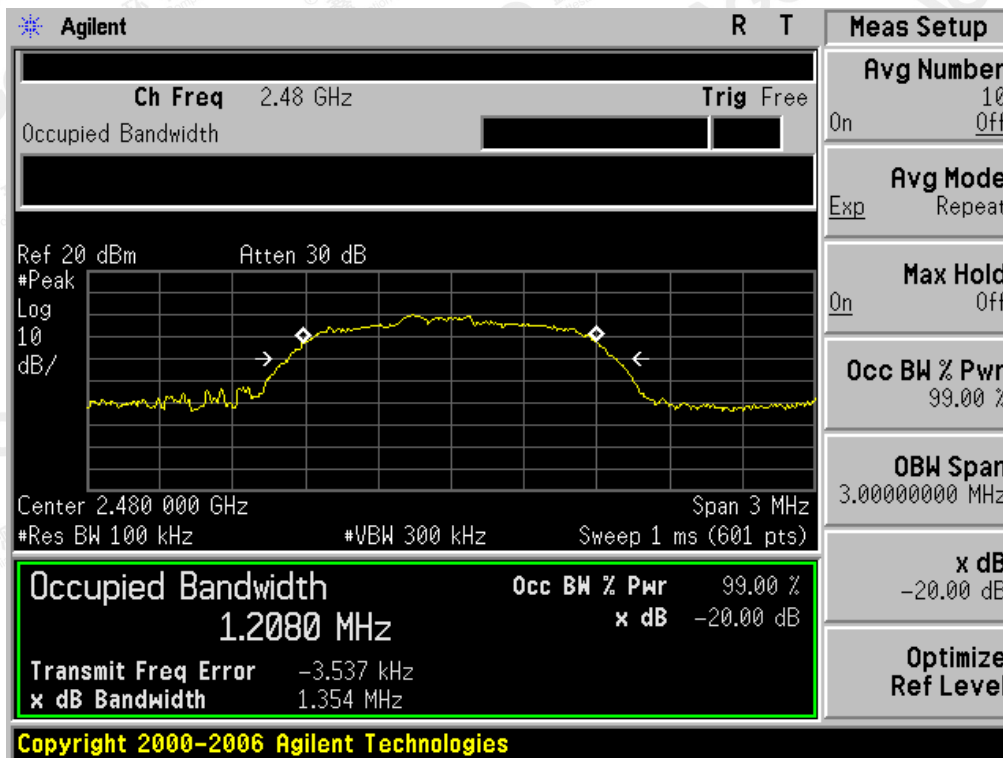 Agilent R T
Ch Freq 2.48 GHz Trig Free
Occupied Bandwidth
Ref 20 dBm Atten 30 dB
#Peak
Log
10
dB/
Center 2.480 000 GHz Span 3 MHz
#Res BW 100 kHz #VBW 300 kHz Sweep 1 ms (601 pts)
Occupied Bandwidth Occ BW % Pwr 99.00 %
1.2080 MHz x dB -20.00 dB
Transmit Freq Error -3.537 kHz
x dB Bandwidth 1.354 MHz
Copyright 2000-2006 Agilent Technologies
Meas Setup
Avg Number
10
On Off
Avg Mode
Exp Repeat
Max Hold
On Off
Occ BW % Pwr
99.00 %
OBW Span
3.00000000 MHz
x dB
-20.00 dB
Optimize
Ref Level